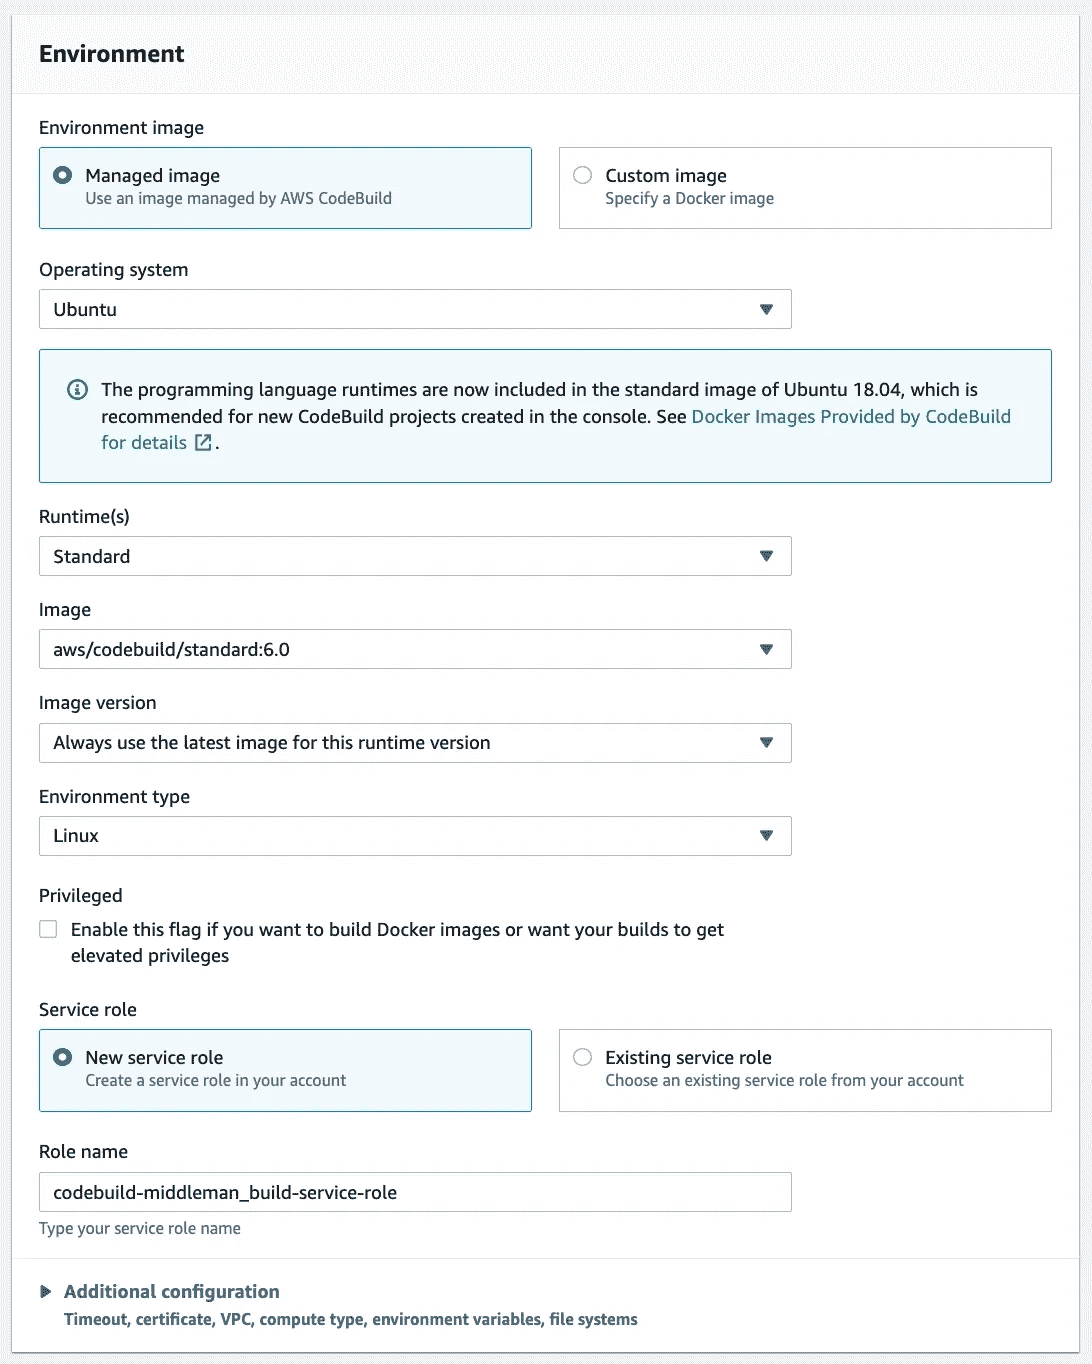 Environment
Environment image
Managed image
Use an image managed by AWS CodeBuild
Custom image
Specify a Docker image
Operating system
Ubuntu
The programming language runtimes are now included in the standard image of Ubuntu 18.04, which is
recommended for new CodeBuild projects created in the console. See Docker Images Provided by CodeBuild
for details .
Runtime(s)
Standard
Image
aws/codebuild/standard:6.0
Image version
Always use the latest image for this runtime version
Environment type
Linux
Privileged
Enable this flag if you want to build Docker images or want your builds to get
elevated privileges
Service role
New service role
Create a service role in your account
Existing service role
Choose an existing service role from your account
Role name
codebuild-middleman_build-service-role
Type your service role name
Additional configuration
Timeout, certificate, VPC, compute type, environment variables, file systems